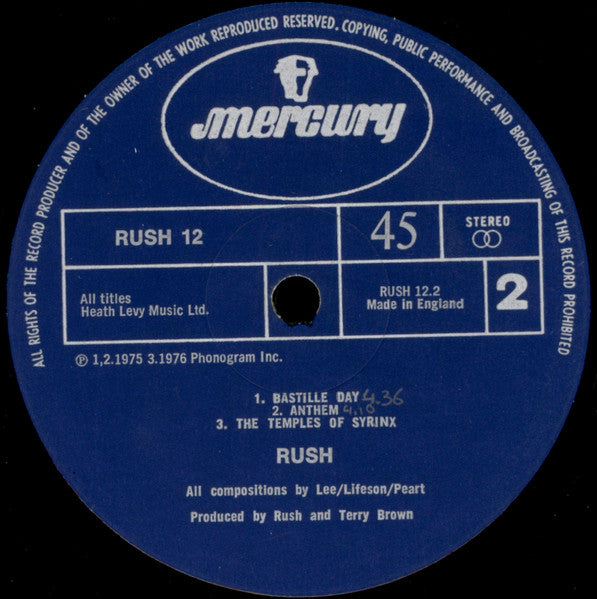 ALL RIGHTS OF THE RECORD PRODUCER AND OF THE OWNER OF THE WORK REPRODUCED RESERVED. COPYING, PUBLIC PERFORMANCE AND BROADCASTING OF THIS RECORD PROHIBITED
mercury
RUSH 12
45
STEREO
All titles
Heath Levy Music Ltd.
RUSH 12.2
Made in England
2
℗ 1,2.1975 3.1976 Phonogram Inc.
1. BASTILLE DAY 4.36
2. ANTHEM 4.10
3. THE TEMPLES OF SYRINX
RUSH
All compositions by Lee/Lifeson/Peart
Produced by Rush and Terry Brown